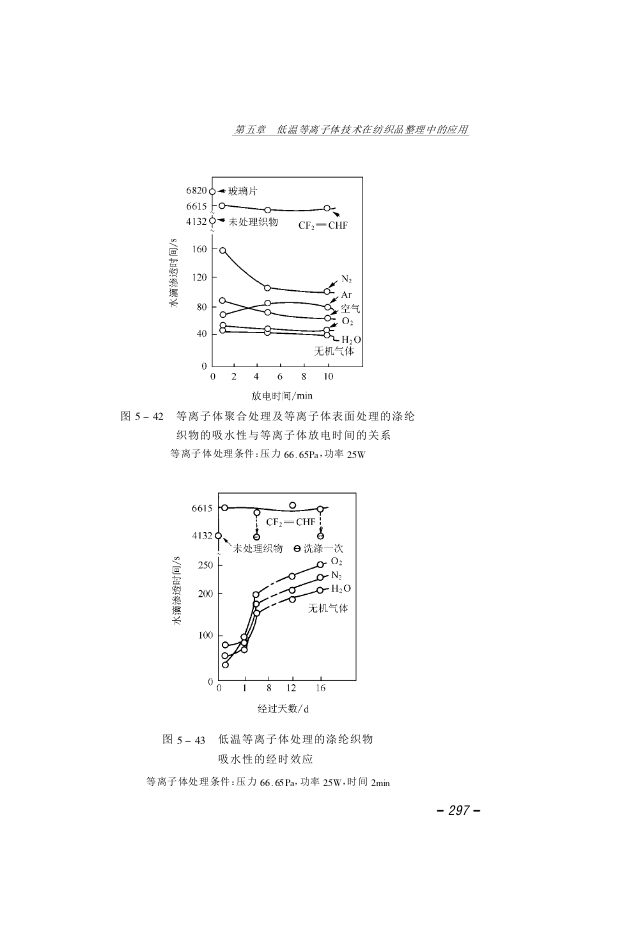 第五章 低温等离子体技术在纺织品整理中的应用
6820 玻璃片
6615
CF2＝CHF
4132 未处理织物
160
120
80
40
0
水滴渗透时间/s
N2
Ar
空气
O2
H2O
无机气体
0 2 4 6 8 10
放电时间/min
图 5－42 等离子体聚合处理及等离子体表面处理的涤纶
织物的吸水性与等离子体放电时间的关系
等离子体处理条件:压力 66.65Pa,功率 25W
6615
CF2＝CHF
4132
未处理织物 洗涤一次
250
200
100
0
水滴渗透时间/s
O2
N2
H2O
无机气体
0 1 8 12 16
经过天数/d
图 5－43 低温等离子体处理的涤纶织物
吸水性的经时效应
等离子体处理条件:压力 66.65Pa,功率 25W,时间 2min
－297－